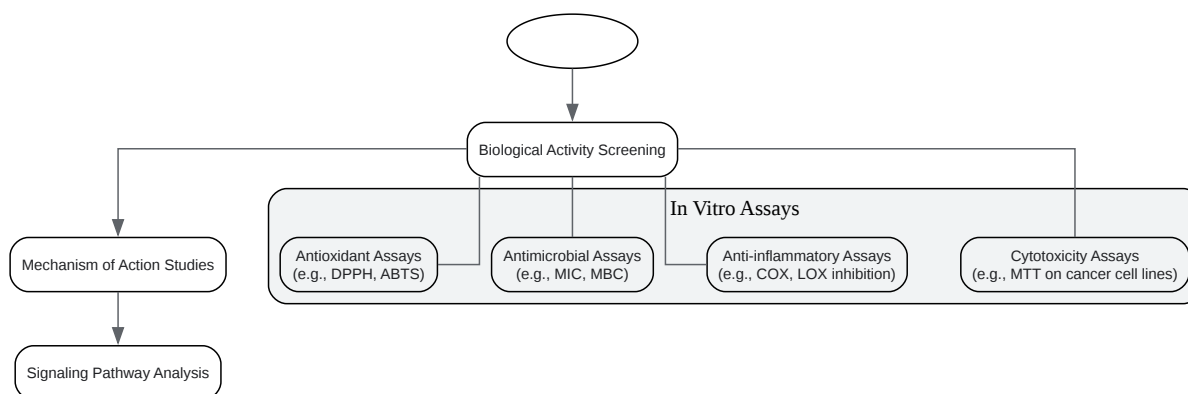 Biological Activity Screening
In Vitro Assays
Antioxidant Assays
(e.g., DPPH, ABTS)
Antimicrobial Assays
(e.g., MIC, MBC)
Anti-inflammatory Assays
(e.g., COX, LOX inhibition)
Cytotoxicity Assays
(e.g., MTT on cancer cell lines)
Mechanism of Action Studies
Signaling Pathway Analysis